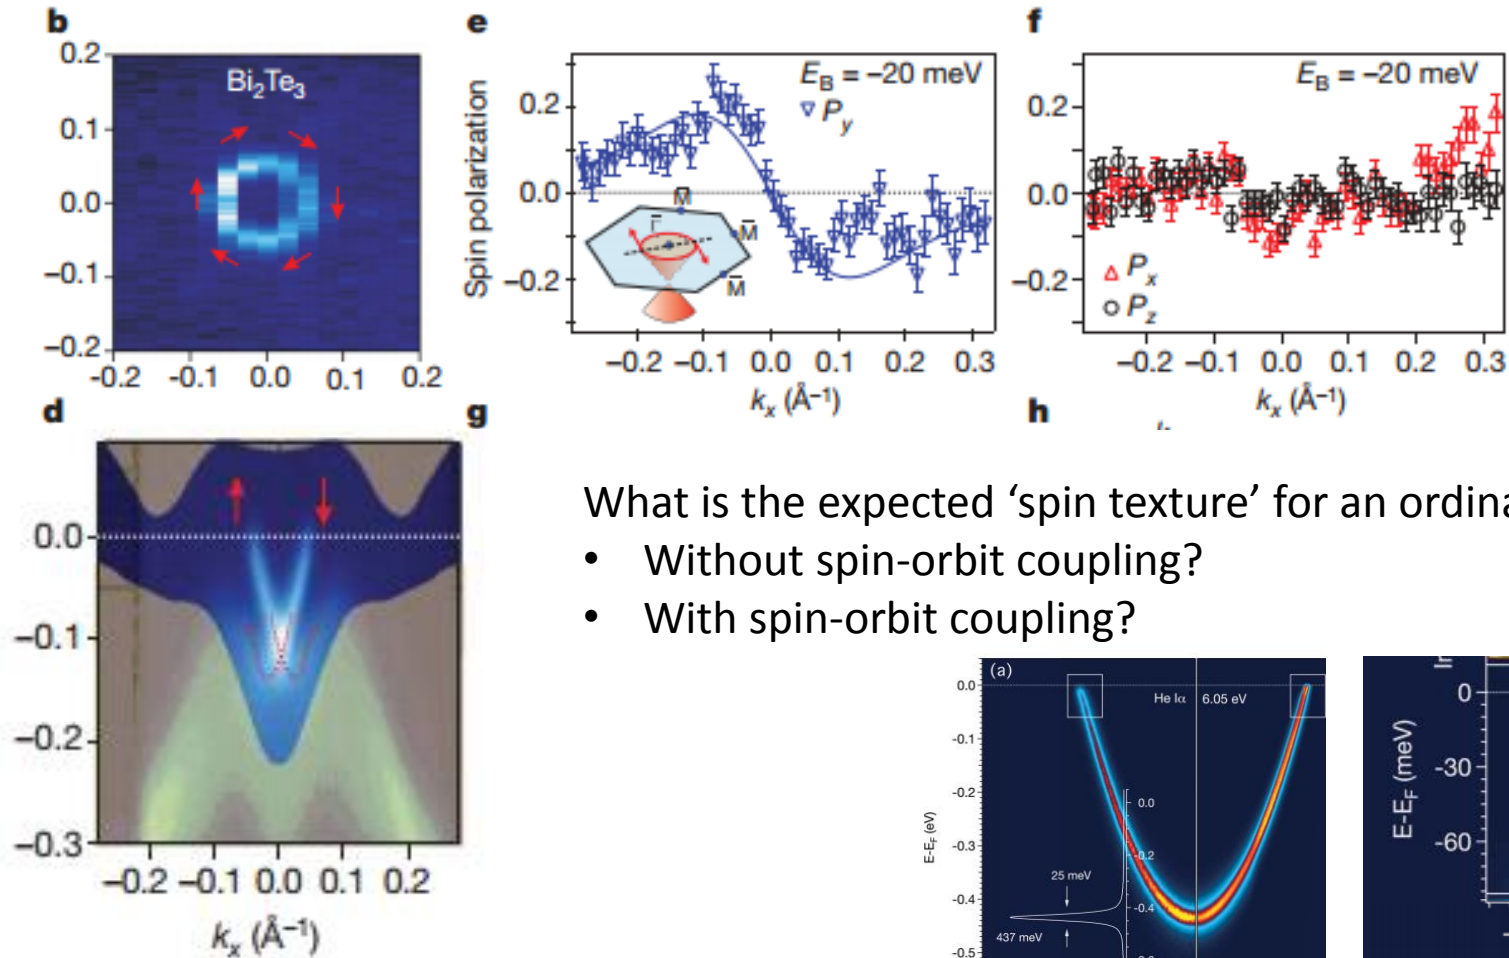 b
0.2
Bi2Te3
0.1
0.0
−0.1
−0.2
-0.2 -0.1 0.0 0.1 0.2
e
Spin polarization
0.2
0.0
−0.2
EB = −20 meV
Py
Γ̅
M̅
M̅
M̅
−0.2 −0.1 0.0 0.1 0.2 0.3
kx (Å−1)
f
0.2
0.0
−0.2
EB = −20 meV
Px
Pz
−0.2 −0.1 0.0 0.1 0.2 0.3
kx (Å−1)
d
0.0
−0.1
−0.2
−0.3
−0.2 −0.1 0.0 0.1 0.2
kx (Å−1)
g
h
What is the expected ‘spin texture’ for an
• Without spin-orbit coupling?
• With spin-orbit coupling?
(a)
He Iα
6.05 eV
E-EF (eV)
0.0
-0.1
-0.2
-0.3
-0.4
-0.5
0.0
-0.2
-0.4
25 meV
437 meV
E-EF (meV)
0
-30
-60